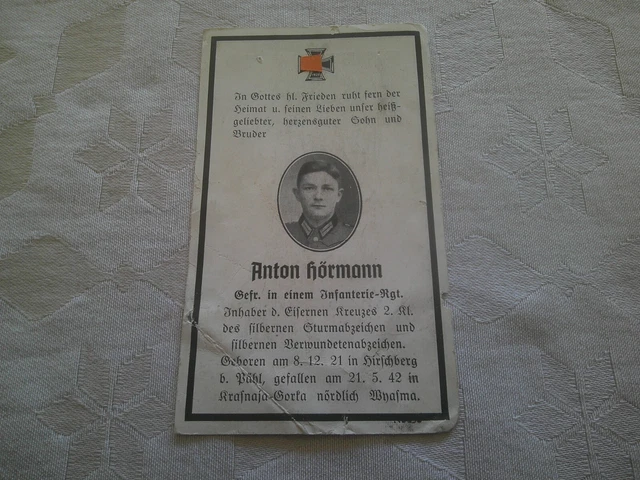 In Gottes hl. Frieden ruht fern der
Heimat u. seinen Lieben unser heiß-
geliebter, herzensguter Sohn und
Bruder
Anton Hörmann
Gefr. in einem Infanterie-Rgt.
Inhaber d. Eisernen Kreuzes 2. Kl.
des silbernen Sturmabzeichen und
silbernen Verwundetenabzeichen.
Geboren am 8. 12. 21 in Hirschberg
b. Pähl, gefallen am 21. 5. 42 in
Krasnaja-Gorka nördlich Wyasma.